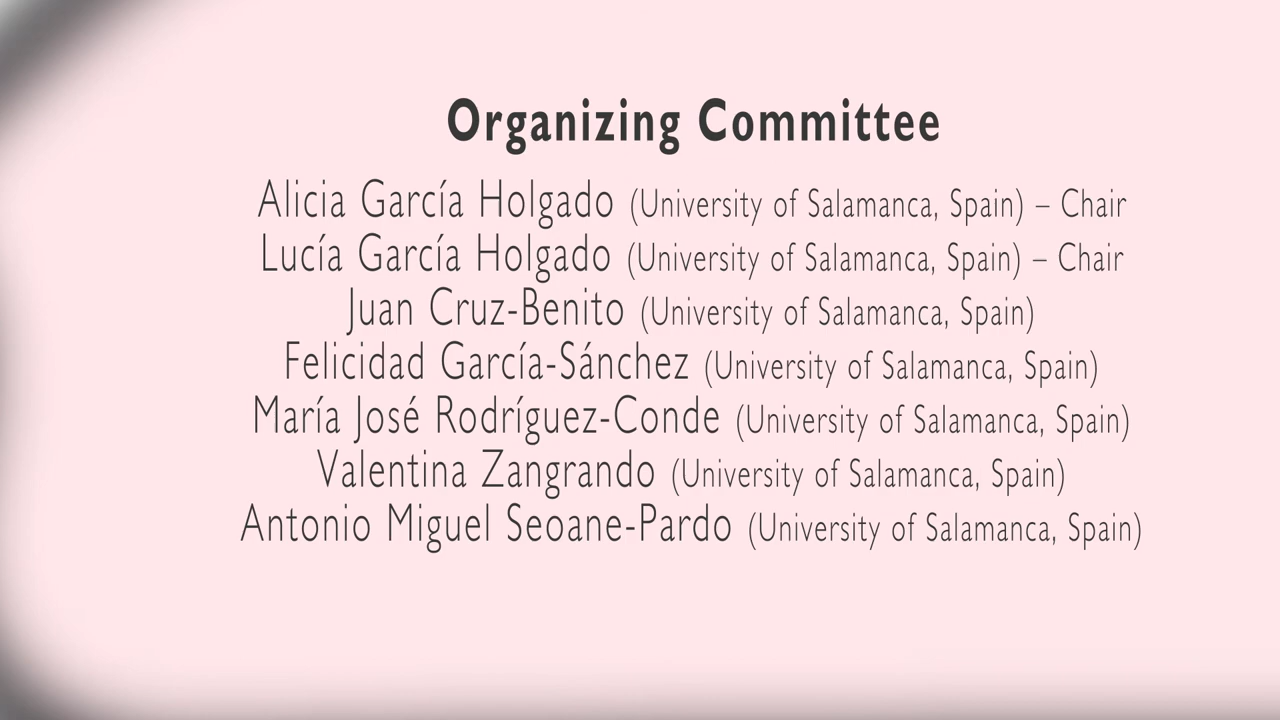 Organizing Committee
Alicia García Holgado (University of Salamanca, Spain) – Chair
Lucía García Holgado (University of Salamanca, Spain) – Chair
Juan Cruz-Benito (University of Salamanca, Spain)
Felicidad García-Sánchez (University of Salamanca, Spain)
María José Rodríguez-Conde (University of Salamanca, Spain)
Valentina Zangrando (University of Salamanca, Spain)
Antonio Miguel Seoane-Pardo (University of Salamanca, Spain)